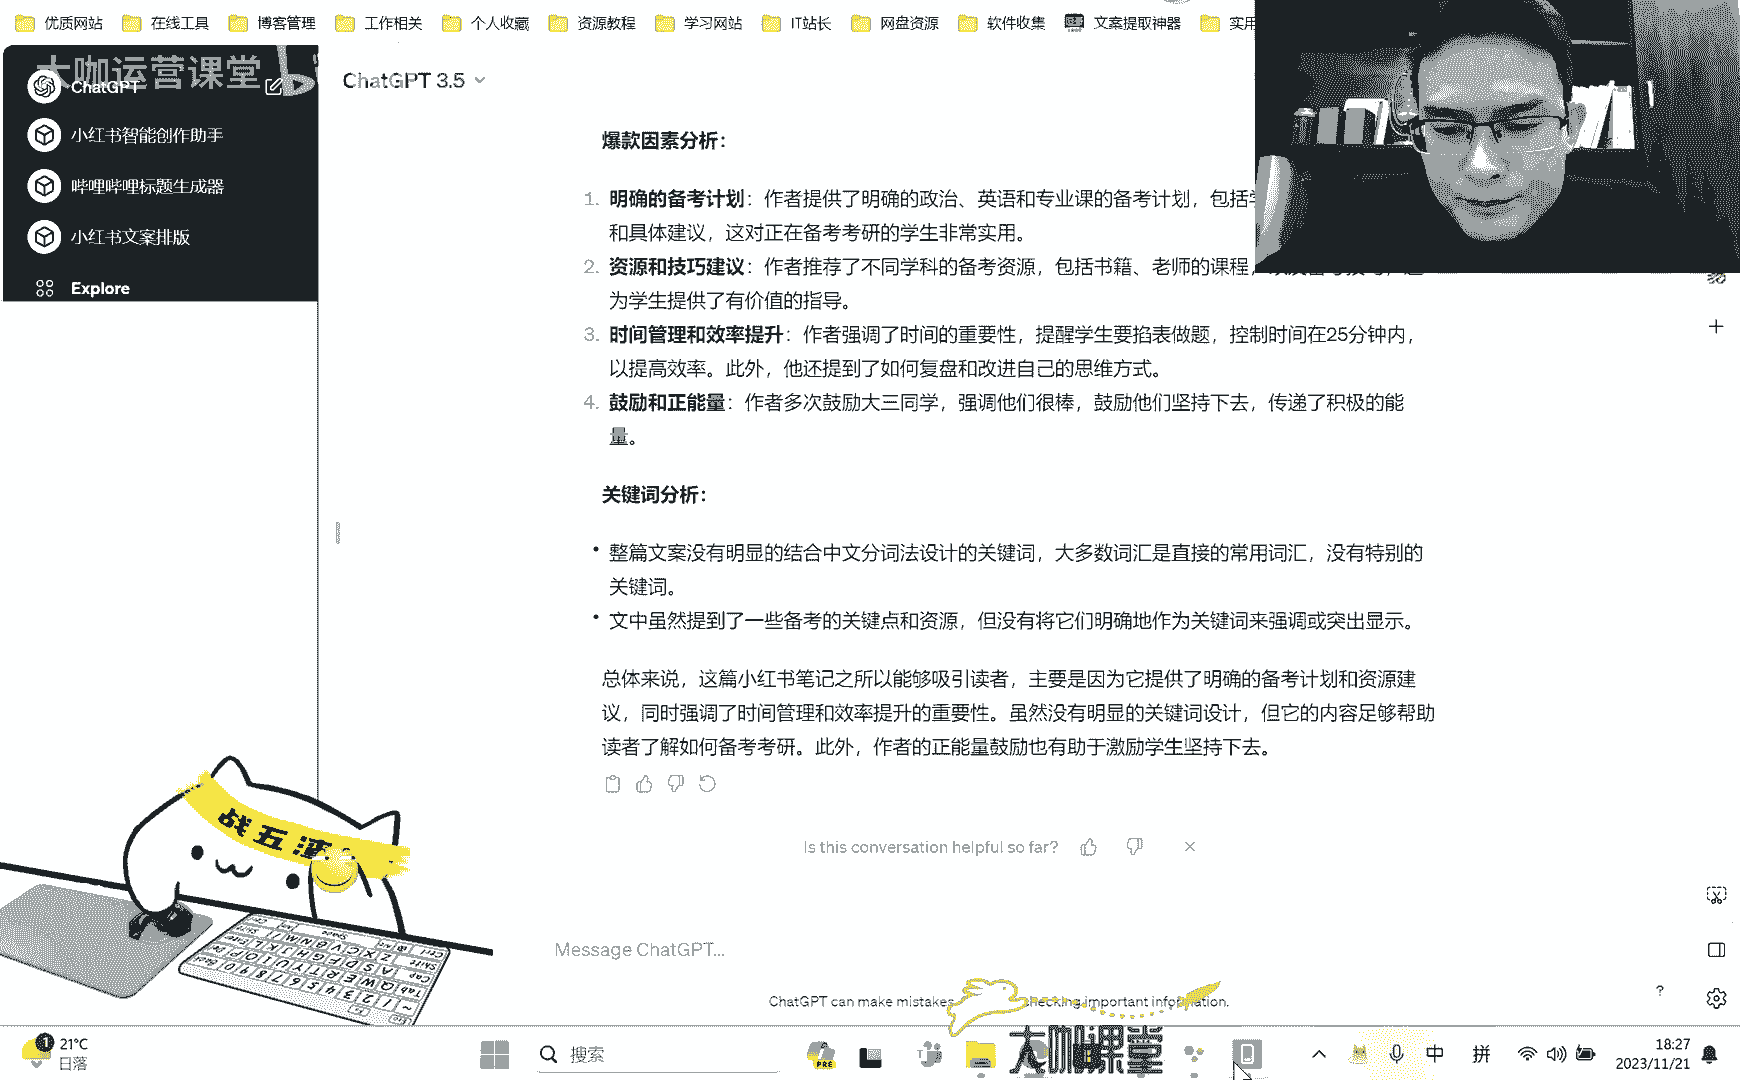 优质网站 在线工具 博客管理 工作相关 个人收藏 资源教程 学习网站 IT站长 网盘资源 软件收集 文案提取神器 实用
大咖运营课堂
ChatGPT
ChatGPT 3.5
小红书智能创作助手
哔哩哔哩标题生成器
小红书文案排版
Explore
爆款因素分析：
1. 明确的备考计划：作者提供了明确的政治、英语和专业课的备考计划，包括
和具体建议，这对正在备考考研的学生非常实用。
2. 资源和技巧建议：作者推荐了不同学科的备考资源，包括书籍、老师的课程，
为学生提供了有价值的指导。
3. 时间管理和效率提升：作者强调了时间的重要性，提醒学生要掐表做题，控制时间在25分钟内，
以提高效率。此外，他还提到了如何复盘和改进自己的思维方式。
4. 鼓励和正能量：作者多次鼓励大三同学，强调他们很棒，鼓励他们坚持下去，传递了积极的能
量。
关键词分析：
• 整篇文案没有明显的结合中文分词法设计的关键词，大多数词汇是直接的常用词汇，没有特别的
关键词。
• 文中虽然提到了一些备考的关键点和资源，但没有将它们明确地作为关键词来强调或突出显示。
总体来说，这篇小红书笔记之所以能够吸引读者，主要是因为它提供了明确的备考计划和资源建
议，同时强调了时间管理和效率提升的重要性。虽然没有明显的关键词设计，但它的内容足够帮助
读者了解如何备考考研。此外，作者的正能量鼓励也有助于激励学生坚持下去。
Is this conversation helpful so far?
战五渣
Message ChatGPT...
ChatGPT can make mistakes checking important information.
大咖课堂
1
21°C
日落
搜索
PRE
中 拼
18:27
2023/11/21